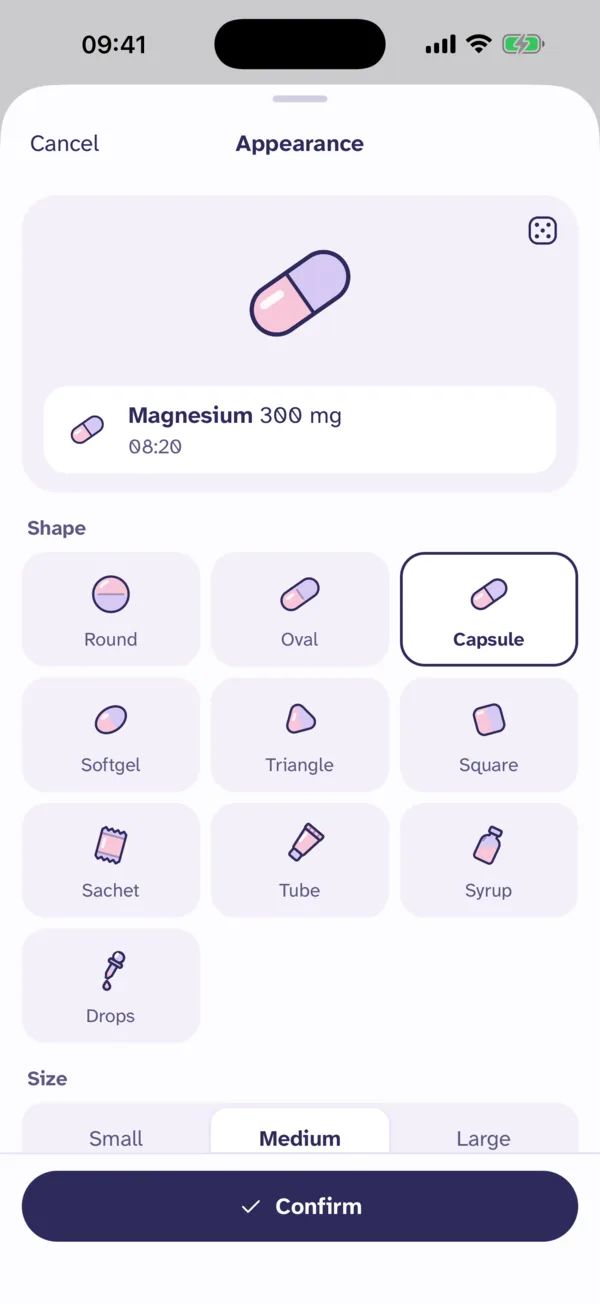 09:41
Cancel
Appearance
Magnesium 300 mg
08:20
Shape
Round
Oval
Capsule
Softgel
Triangle
Square
Sachet
Tube
Syrup
Drops
Size
Small
Medium
Large
Confirm